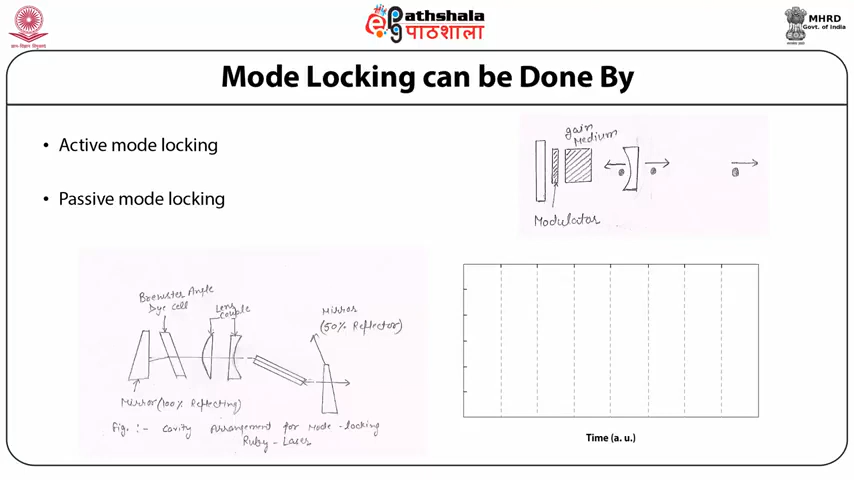 ePathshala
पाठशाला
MHRD
Govt. of India
Mode Locking can be Done By
• Active mode locking
• Passive mode locking
gain
Medium
Modulator
Brewster Angle
Dye Cell
Lens
Couple
Mirror
(50% Reflector)
Mirror (100% Reflecting)
Fig. :- Cavity Arrangement for Mode-locking
Ruby-Laser
Time (a. u.)